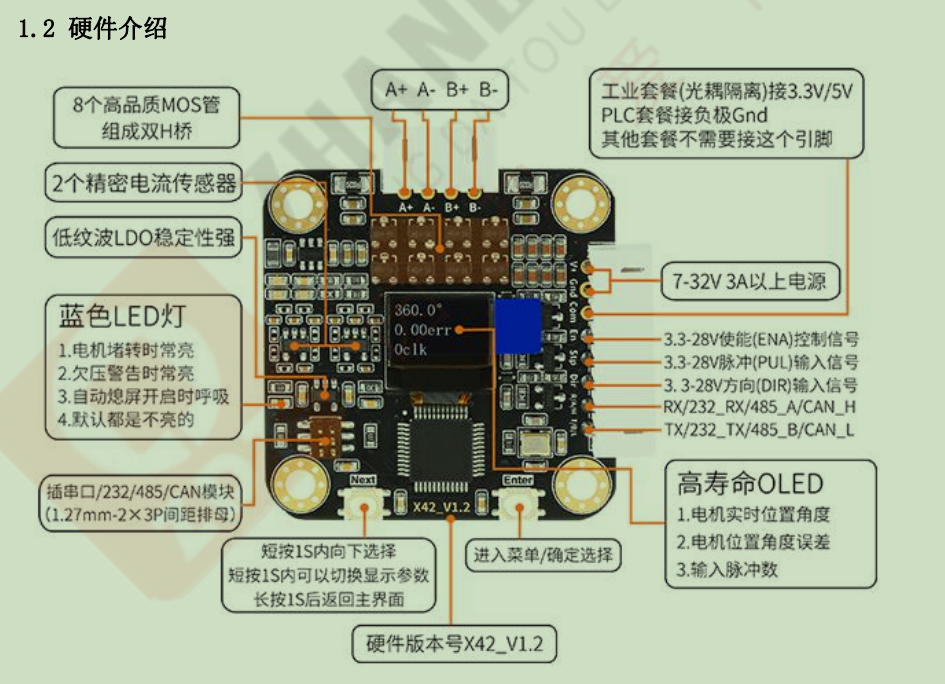 1.2 硬件介绍
8个高品质MOS管
组成双H桥
A+ A- B+ B-
工业套餐(光耦隔离)接3.3V/5V
PLC套餐接负极Gnd
其他套餐不需要接这个引脚
2个精密电流传感器
低纹波LDO稳定性强
蓝色LED灯
1.电机堵转时常亮
2.欠压警告时常亮
3.自动熄屏开启时呼吸
4.默认都是不亮的
插串口/232/485/CAN模块
(1.27mm-2×3P间距排母)
A+ A- B+ B-
360.0°
0.00err
0clk
V+
Gnd
Com
En
Stp
Dir
7-32V 3A以上电源
3.3-28V使能(ENA)控制信号
3.3-28V脉冲(PUL)输入信号
3.3-28V方向(DIR)输入信号
RX/232_RX/485_A/CAN_H
TX/232_TX/485_B/CAN_L
Next
Enter
X42_V1.2
高寿命OLED
1.电机实时位置角度
2.电机位置角度误差
3.输入脉冲数
短按1S内向下选择
短按1S内可以切换显示参数
长按1S后返回主界面
进入菜单/确定选择
硬件版本号X42_V1.2